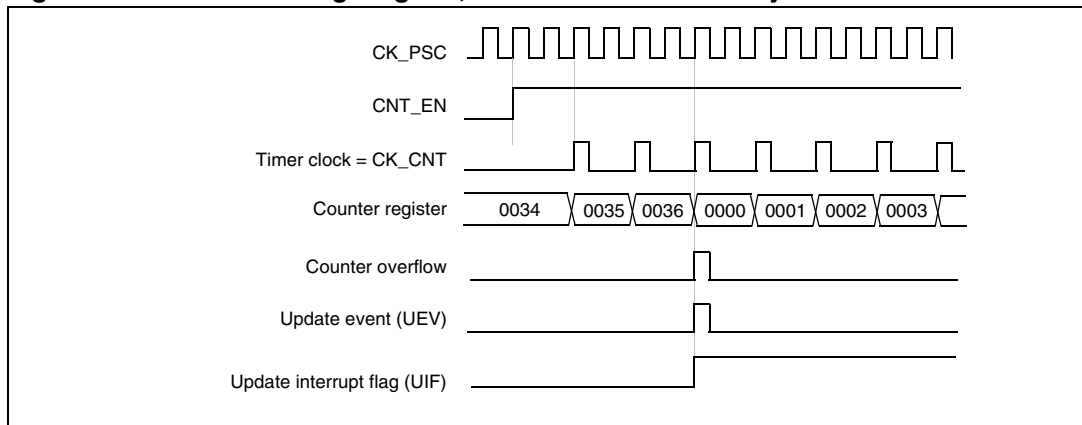 CK_PSC
CNT_EN
Timer clock = CK_CNT
Counter register 0034 0035 0036 0000 0001 0002 0003
Counter overflow
Update event (UEV)
Update interrupt flag (UIF)